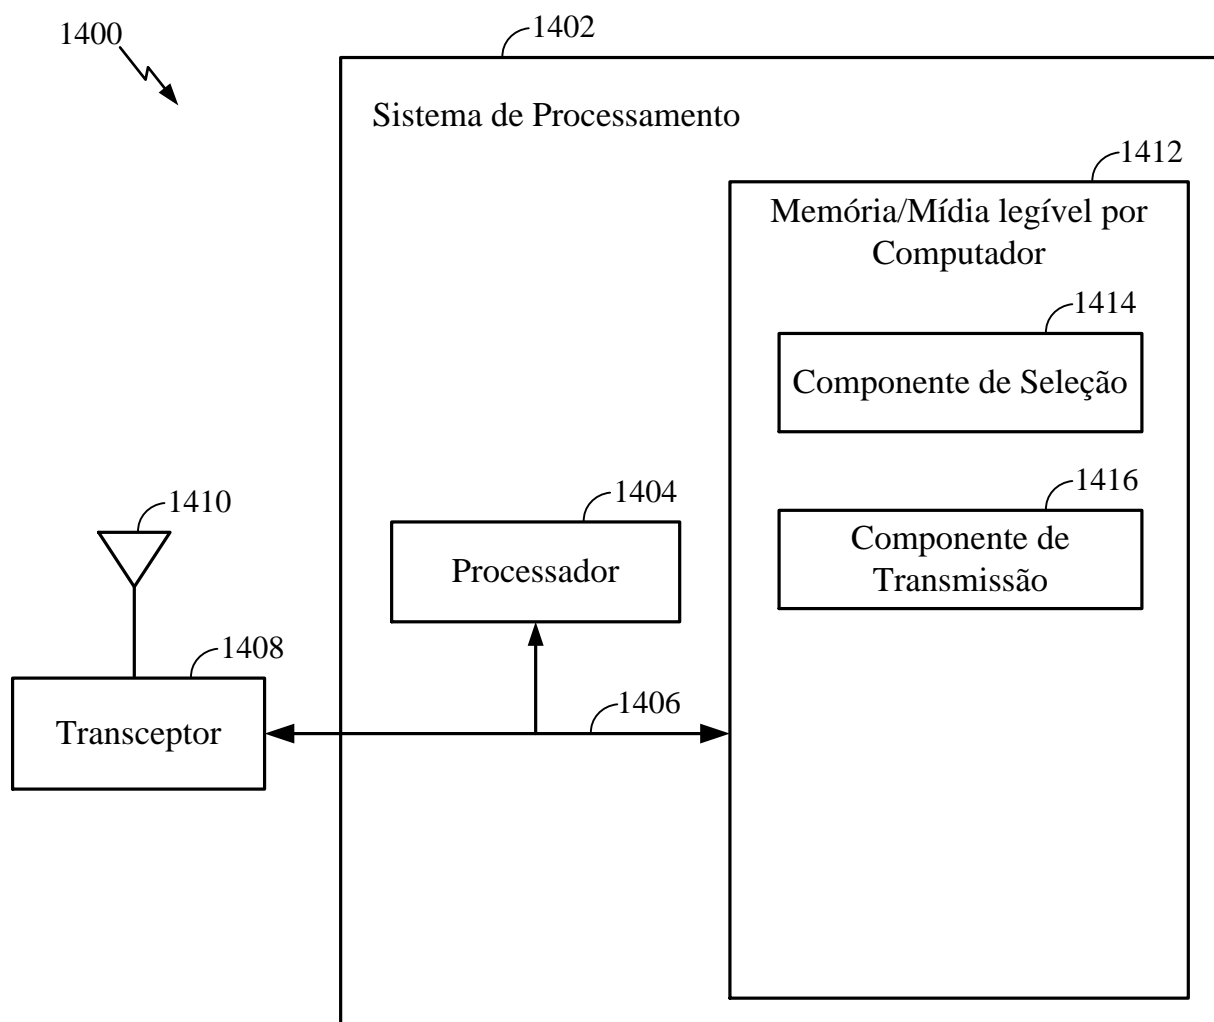 1400
1402
Sistema de Processamento
1412
Memória/Mídia legível por
Computador
1414
Componente de Seleção
1416
Componente de
Transmissão
1404
Processador
1410
1408
Transceptor
1406